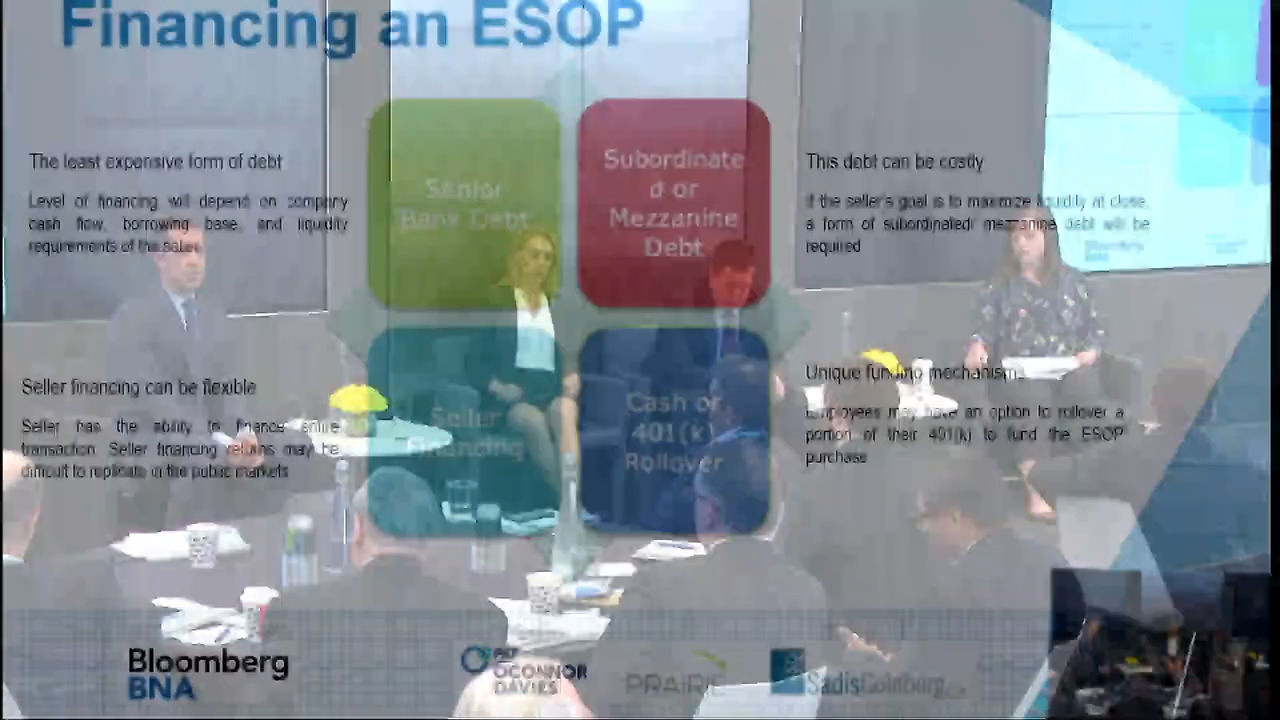 Financing an ESOP
The least expensive form of debt
Level of financing will depend on company
cash flow, borrowing base, and liquidity
requirements of the seller
Senior
Bank Debt
Subordinate
d or
Mezzanine
Debt
This debt can be costly
If the seller's goal is to maximize liquidity at close,
a form of subordinated/ mezzanine debt will be
required
Seller financing can be flexible
Seller has the ability to finance entire
transaction. Seller financing returns may be
difficult to replicate in the public markets
Seller
Financing
Cash or
401(k)
Rollover
Unique funding mechanisms
Employees may have an option to rollover a
portion of their 401(k) to fund the ESOP
purchase
Bloomberg
BNA
PKF
OCONNOR
DAVIES
PRAIRIE
SadisGoldberg